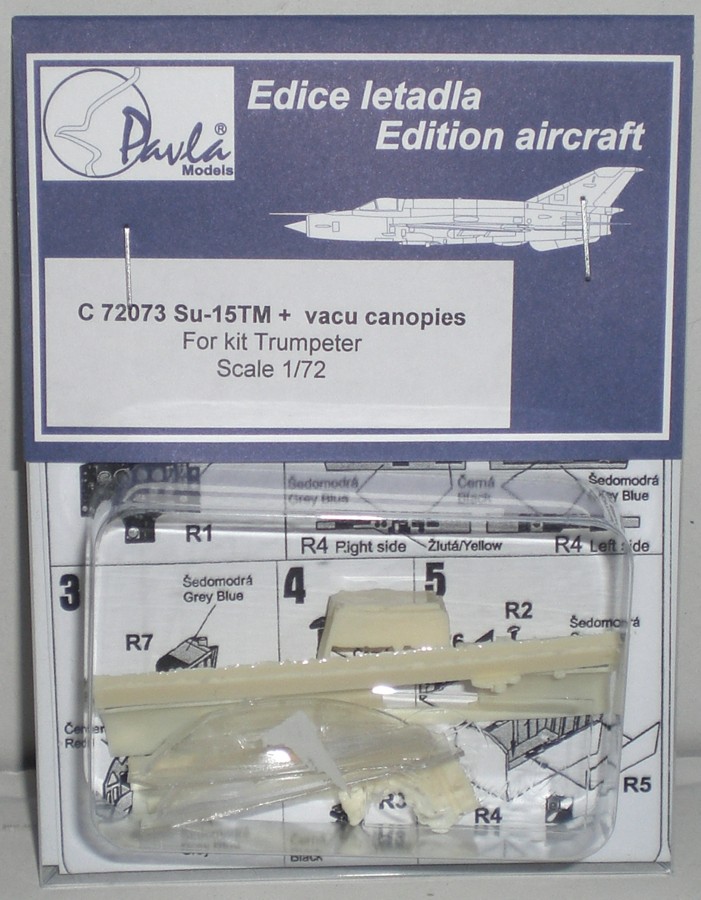 Edice letadla
Edition aircraft
Pavla®
Models
C 72073 Su-15TM + vacu canopies
For kit Trumpeter
Scale 1/72
Šedomodrá
Grey Blue
Černá
Black
Šedomodrá
Grey Blue
R1
R4 Right side
Žlutá/Yellow
R4 Left side
3
Šedomodrá
Grey Blue
4
5
R7
R2
Šedomodrá
R5
R3
R4
Black